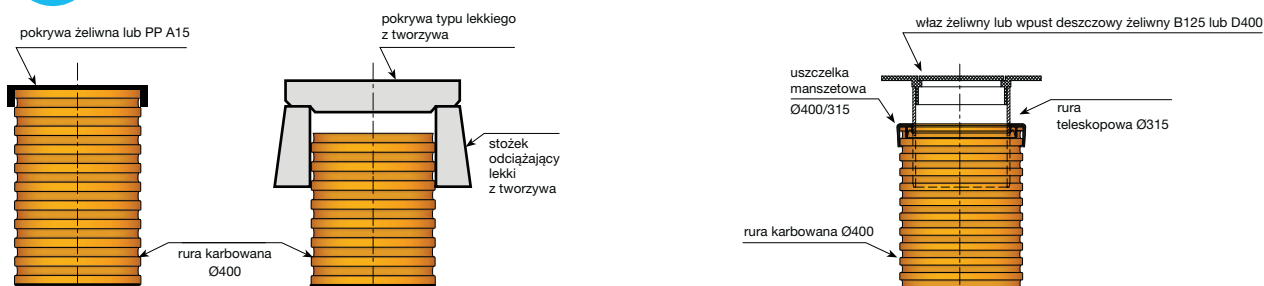 pokrywa żeliwna lub PP A15
pokrywa typu lekkiego
z tworzywa
stożek
odciążający
lekki
z tworzywa
rura karbowana
Ø400
właz żeliwny lub wpust deszczowy żeliwny B125 lub D400
uszczelka
manszetowa
Ø400/315
rura
teleskopowa Ø315
rura karbowana Ø400